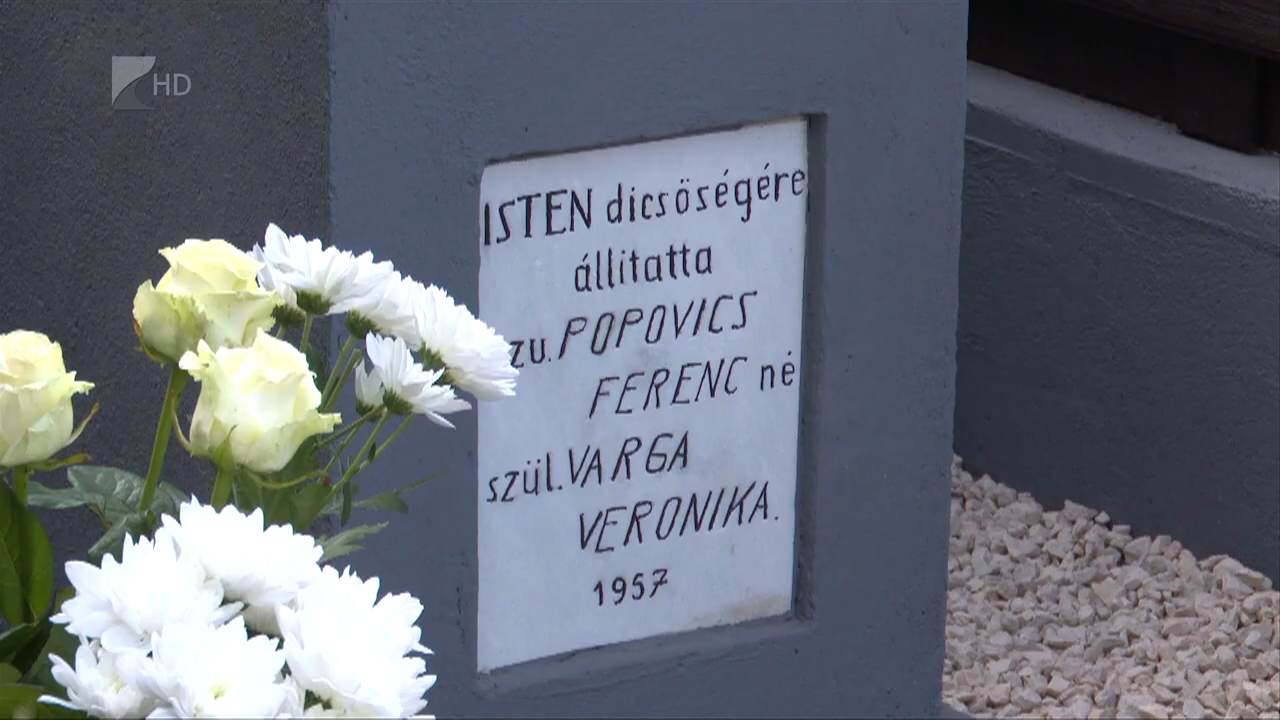 HD
ISTEN dicsöségére
állitatta
zu. POPOVICS
FERENC né
szül. VARGA
VERONIKA.
1957